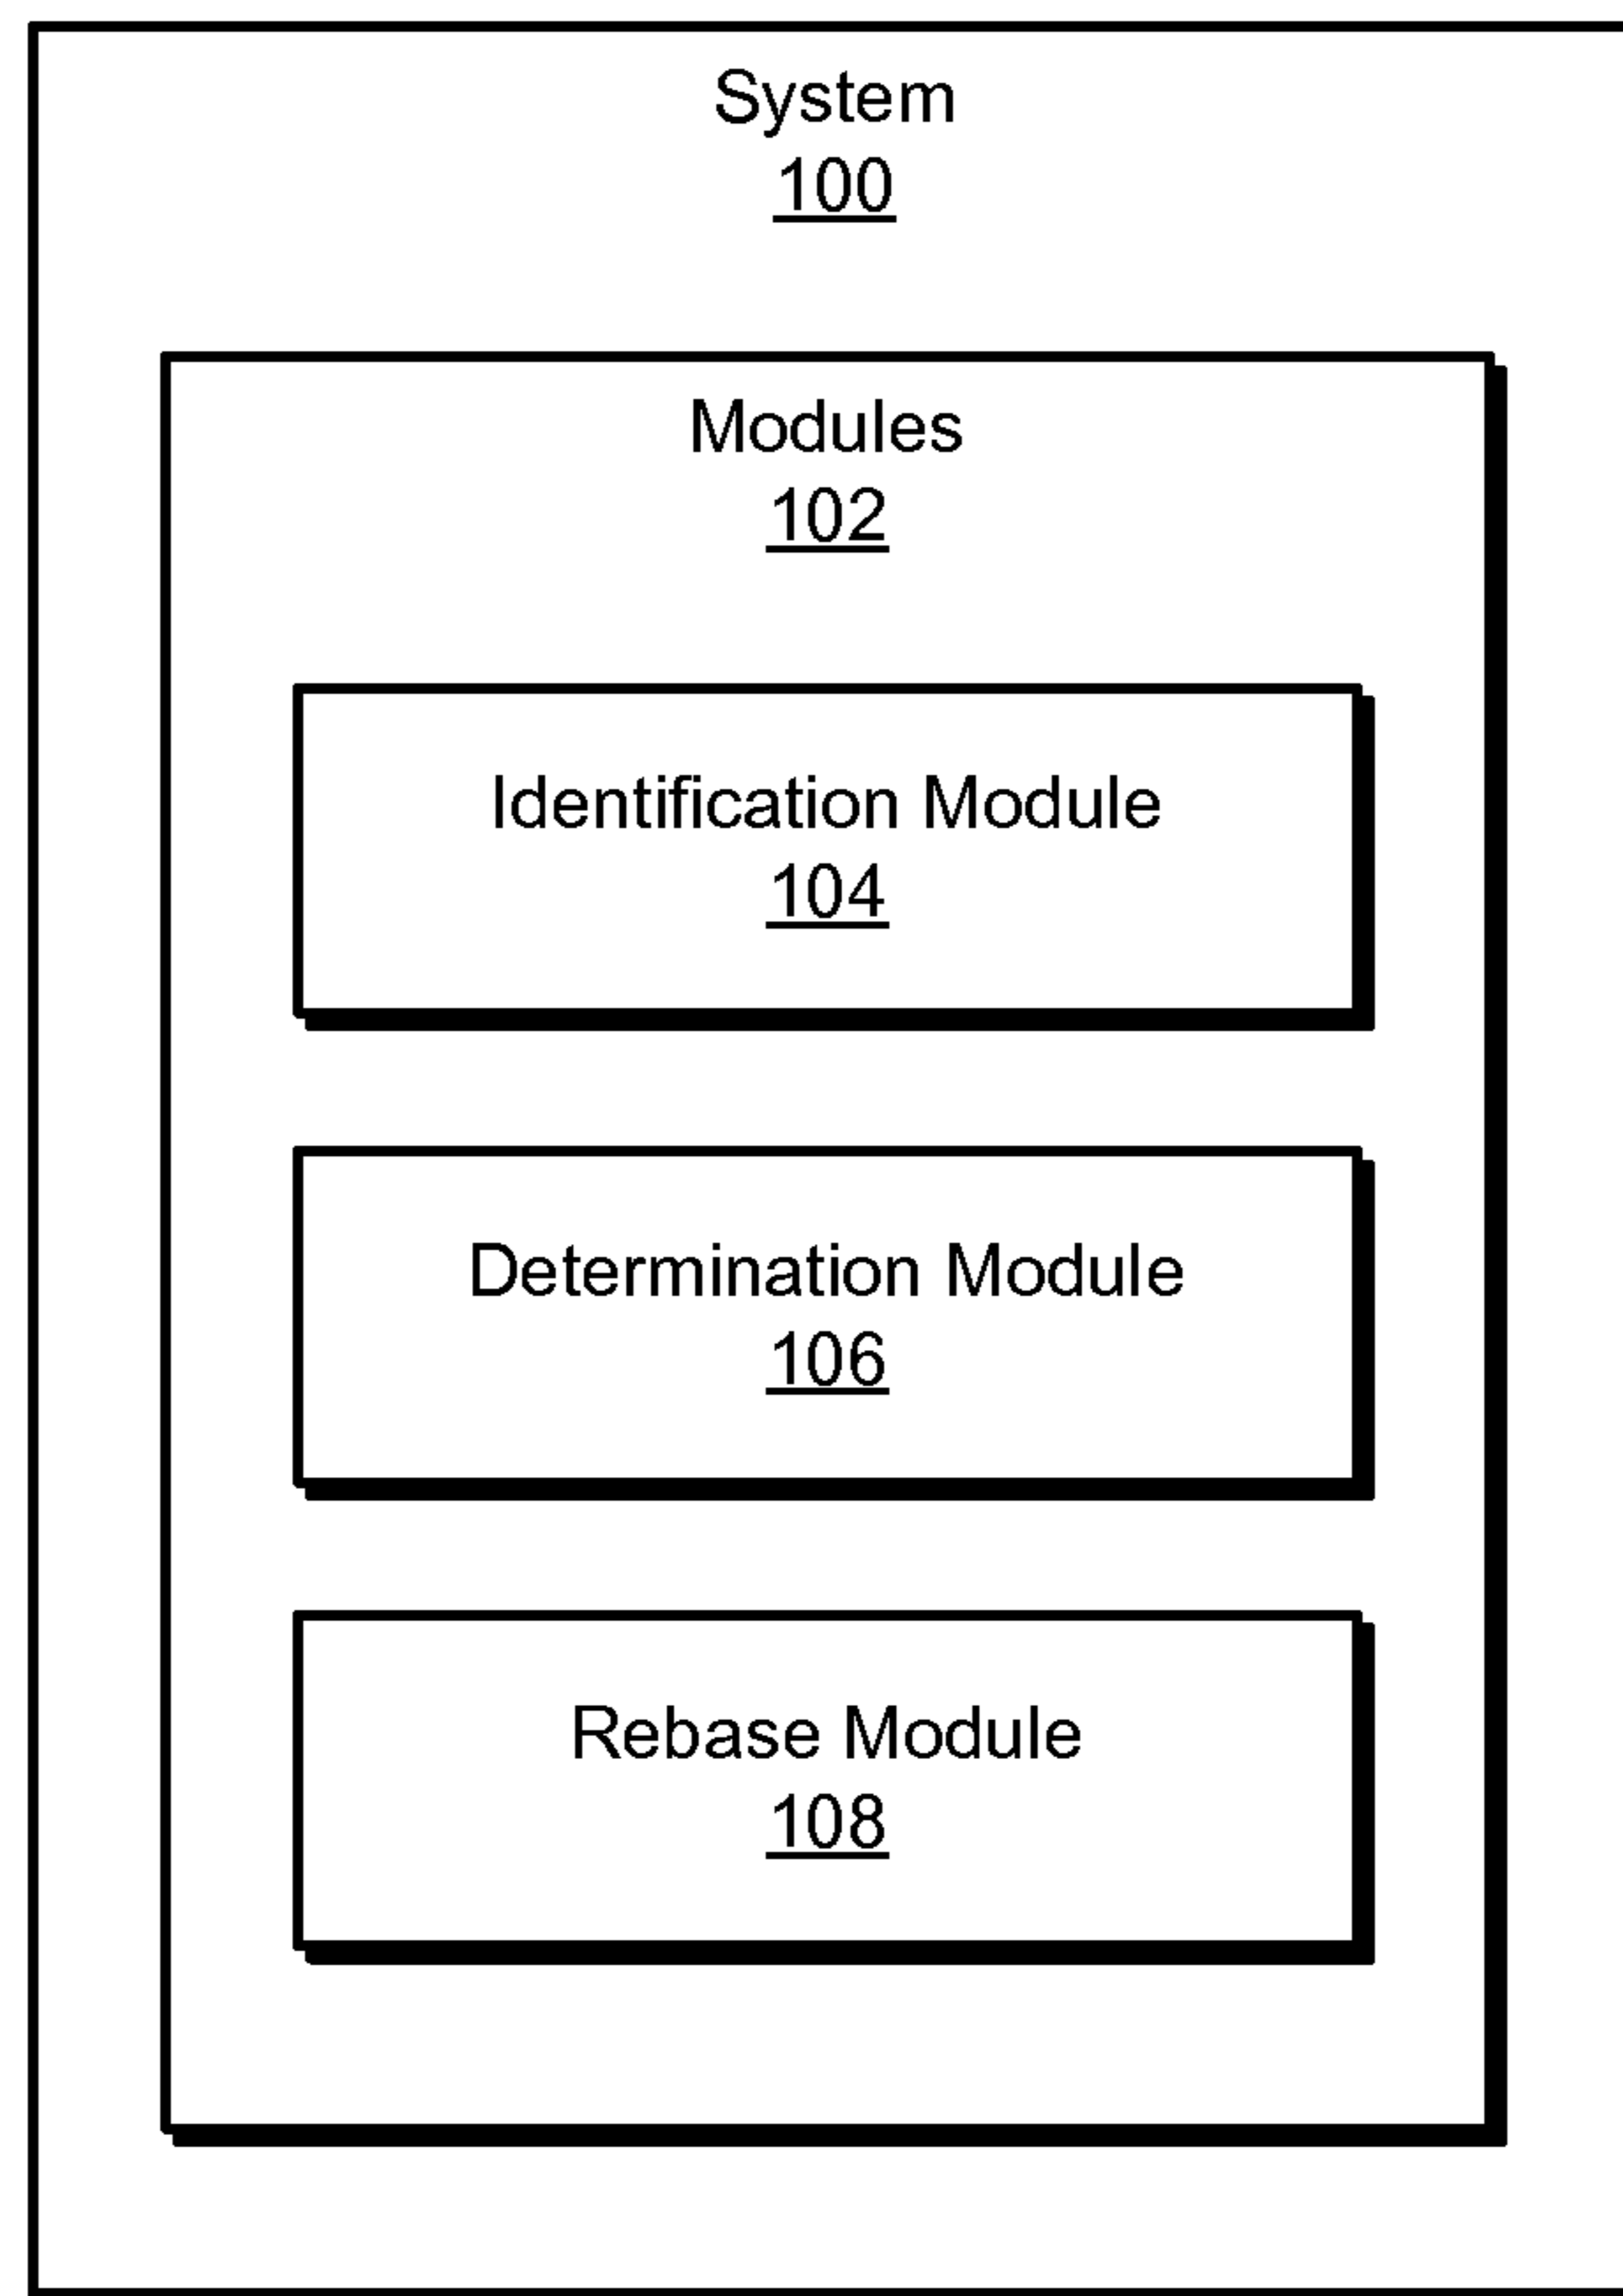 System
100
Modules
102
Identification Module
104
Determination Module
106
Rebase Module
108